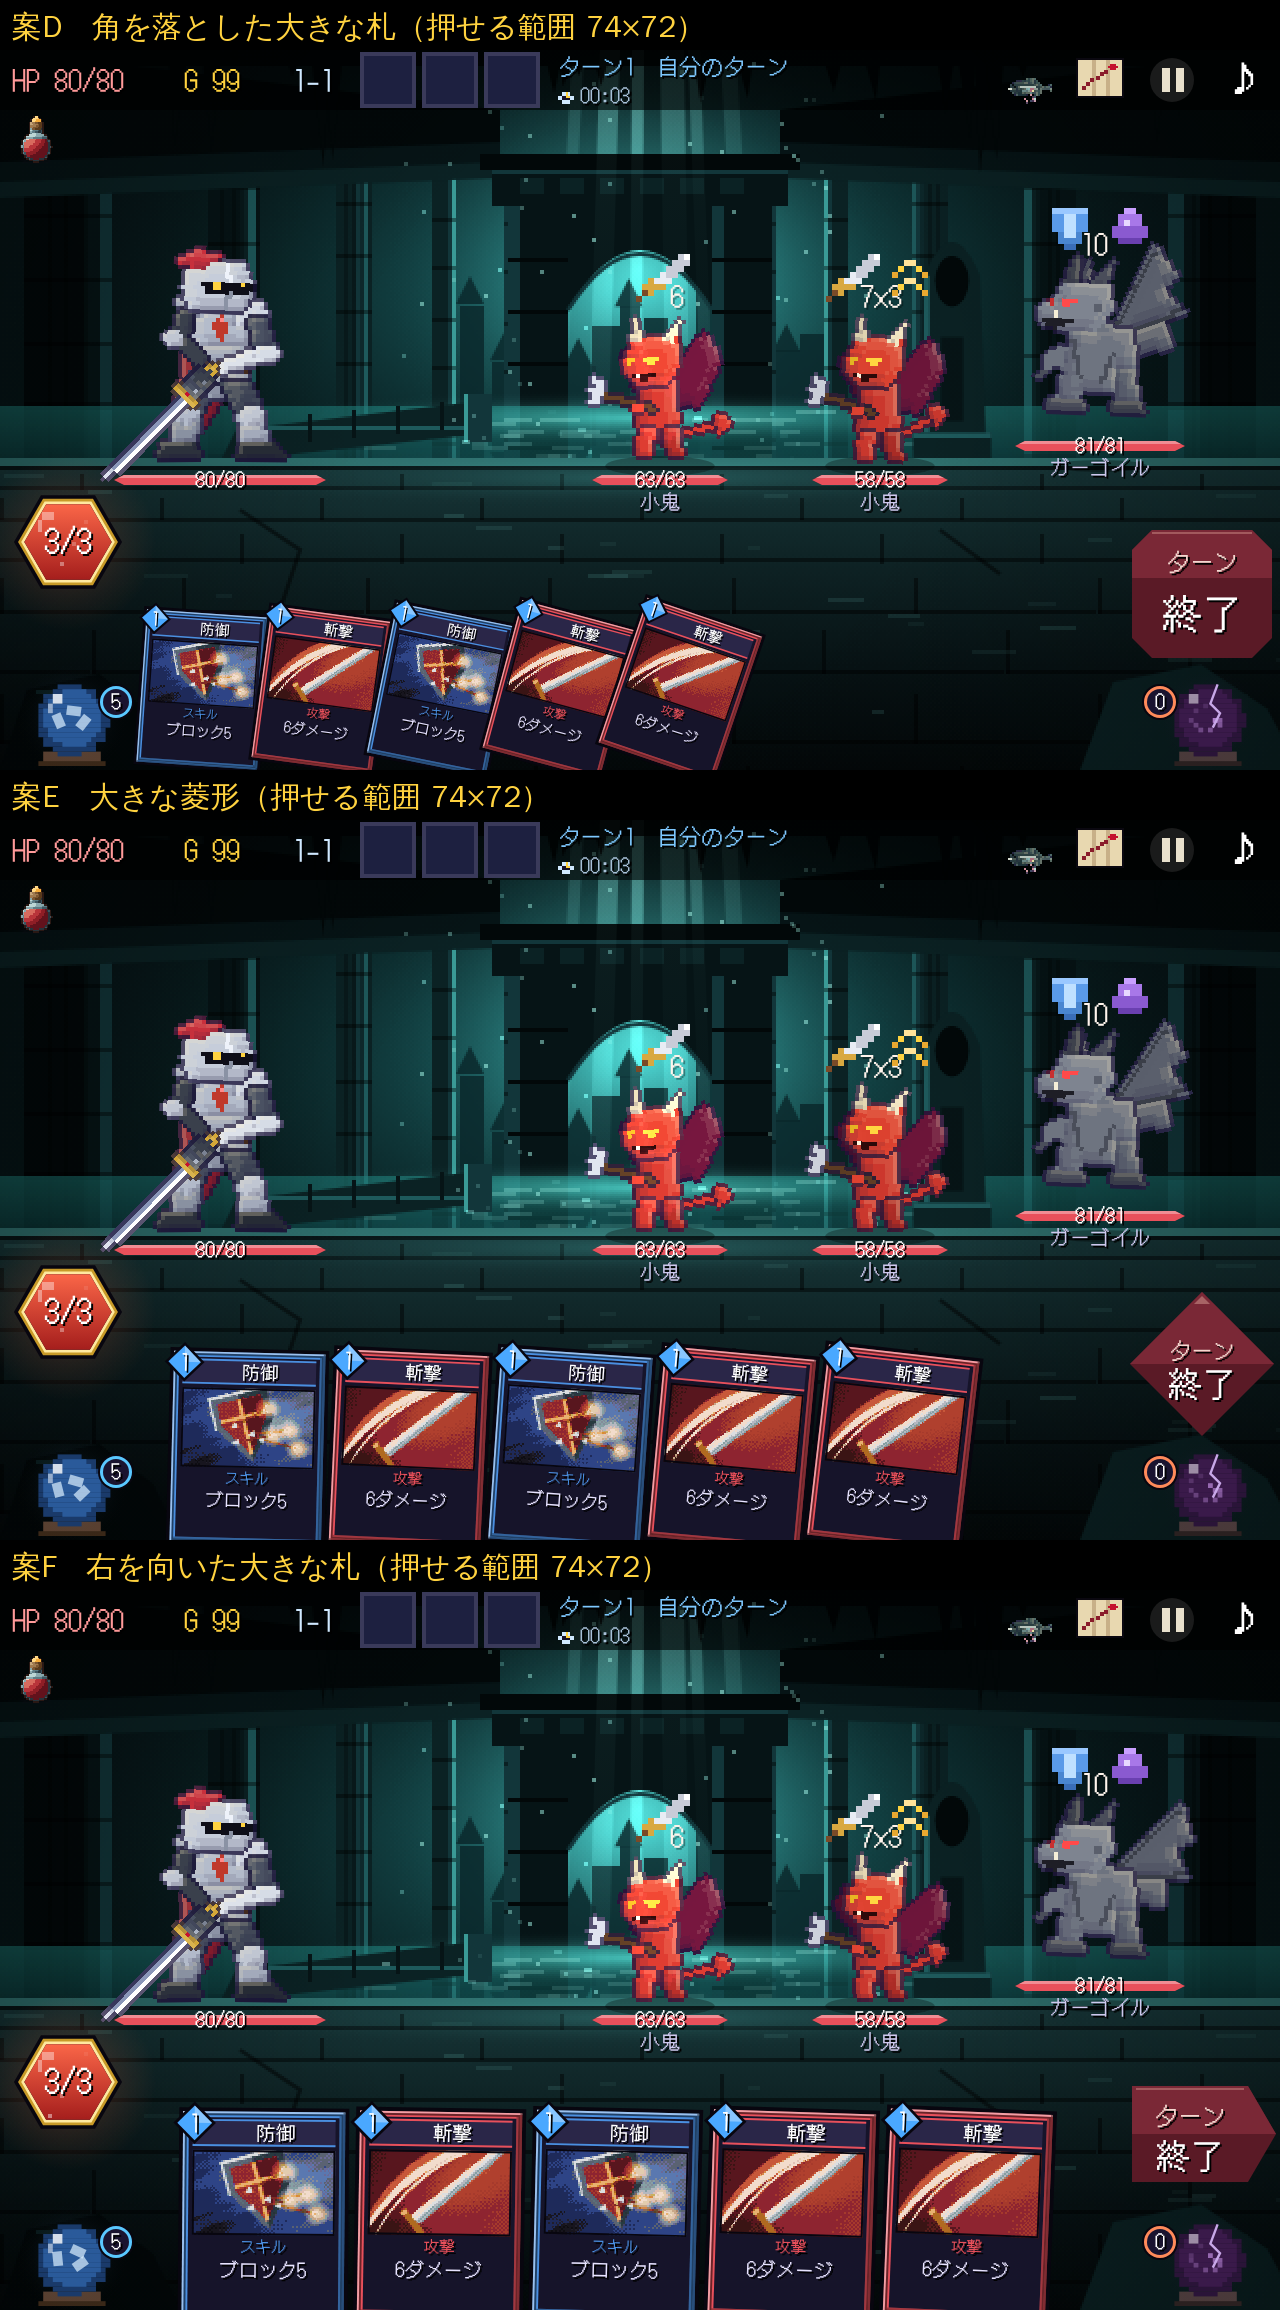 案D 角を落とした大きな札（押せる範囲 74×72）
HP 80/80 G 99 1-1 ターン1 自分のターン
00:03
10
6 7x3
81/81
ガーゴイル
80/80 63/63 58/58
小鬼 小鬼
3/3
ターン
終了
1 防御 1 斬撃 1 防御 1 斬撃 1 斬撃
スキル 攻撃 スキル 攻撃 攻撃
ブロック5 6ダメージ ブロック5 6ダメージ 6ダメージ
5 0
案E 大きな菱形（押せる範囲 74×72）
HP 80/80 G 99 1-1 ターン1 自分のターン
00:03
10
6 7x3
81/81
ガーゴイル
80/80 63/63 58/58
小鬼 小鬼
3/3
ターン
終了
1 防御 1 斬撃 1 防御 1 斬撃 1 斬撃
スキル 攻撃 スキル 攻撃 攻撃
ブロック5 6ダメージ ブロック5 6ダメージ 6ダメージ
5 0
案F 右を向いた大きな札（押せる範囲 74×72）
HP 80/80 G 99 1-1 ターン1 自分のターン
00:03
10
6 7x3
81/81
ガーゴイル
80/80 63/63 58/58
小鬼 小鬼
3/3
ターン
終了
1 防御 1 斬撃 1 防御 1 斬撃 1 斬撃
スキル 攻撃 スキル 攻撃 攻撃
ブロック5 6ダメージ ブロック5 6ダメージ 6ダメージ
5 0